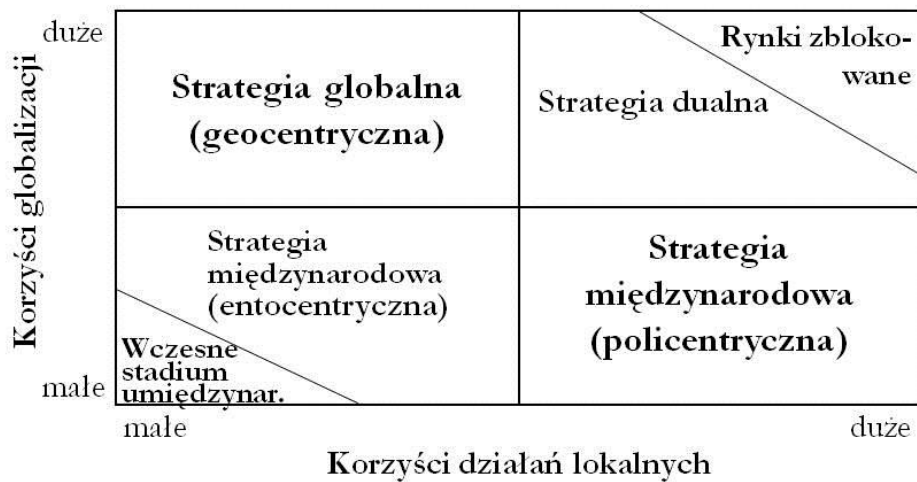 duże
Korzyści globalizacji
małe
Strategia globalna
(geocentryczna)
Strategia dualna
Rynki zbloko-
wane
Strategia
międzynarodowa
(entocentryczna)
Wczesne
stadium
umiędzynar.
Strategia
międzynarodowa
(policentryczna)
małe
duże
Korzyści działań lokalnych